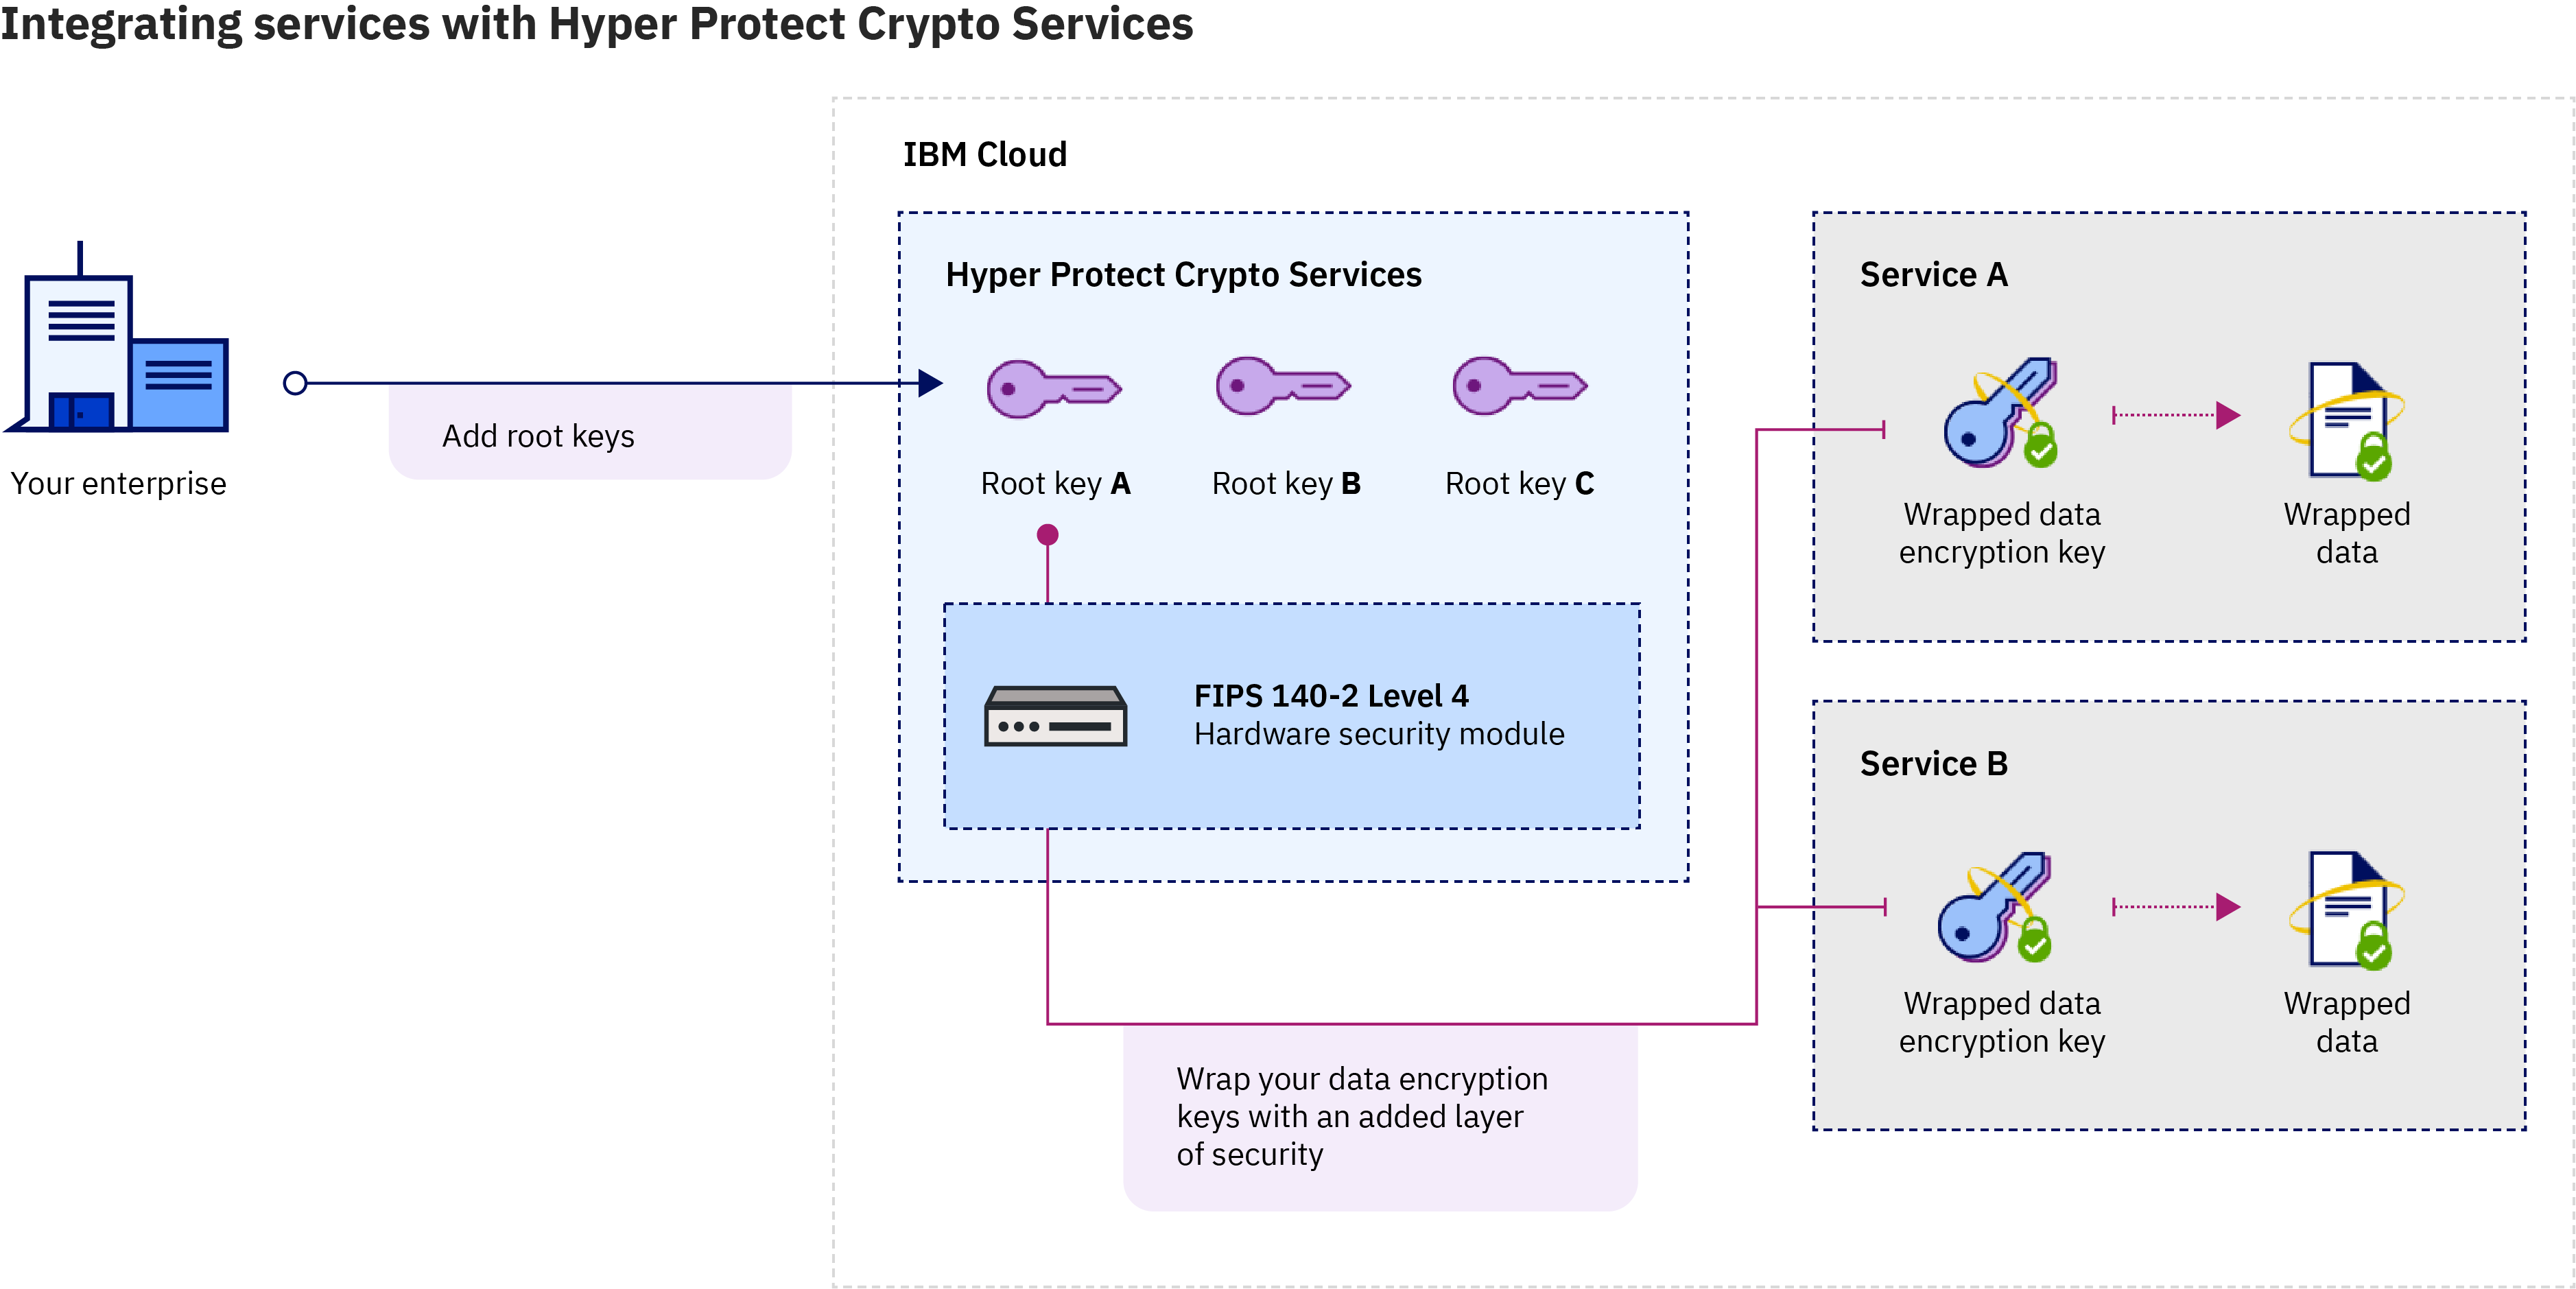 Integrating services with Hyper Protect Crypto Services
IBM Cloud
Your enterprise
Add root keys
Hyper Protect Crypto Services
Root key A
Root key B
Root key C
FIPS 140-2 Level 4
Hardware security module
Wrap your data encryption
keys with an added layer
of security
Service A
Wrapped data
encryption key
Wrapped
data
Service B
Wrapped data
encryption key
Wrapped
data